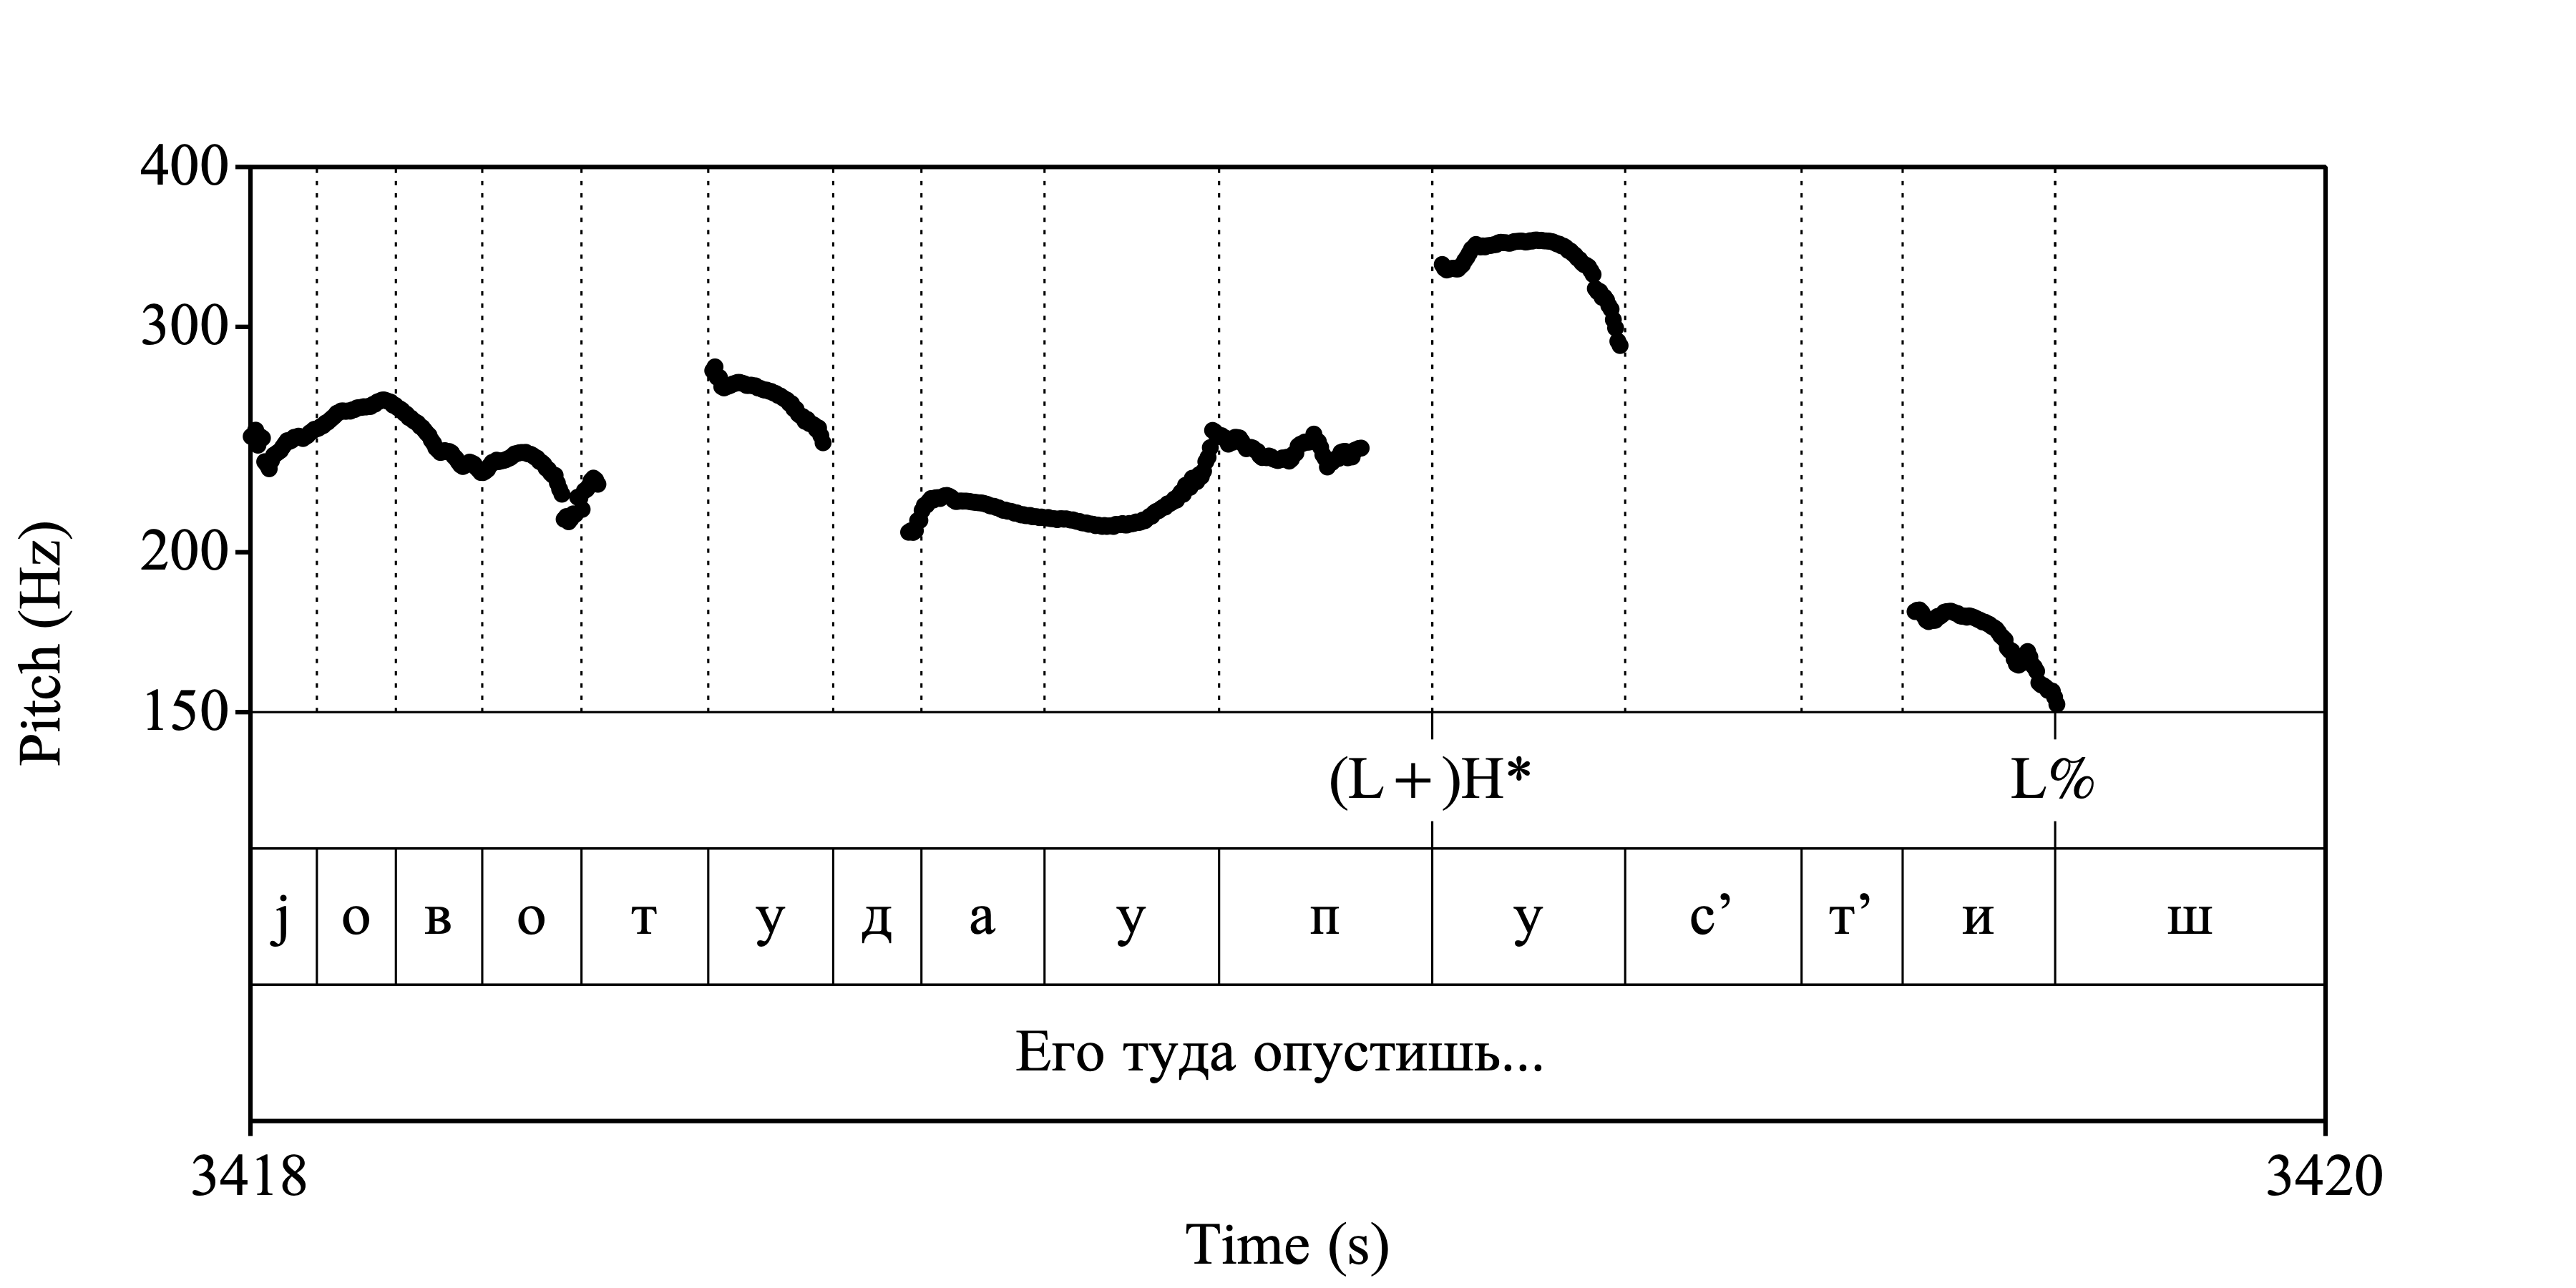 400
300
200
150
Pitch (Hz)
(L+)H* L%
j о в о т у д а у п у с’ т’ и ш
Его туда опустишь...
3418 3420
Time (s)